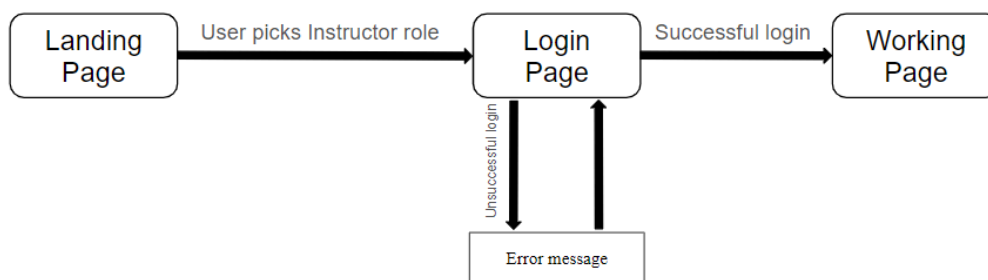 Landing
Page
User picks Instructor role
Login
Page
Successful login
Working
Page
Unsuccessful login
Error message